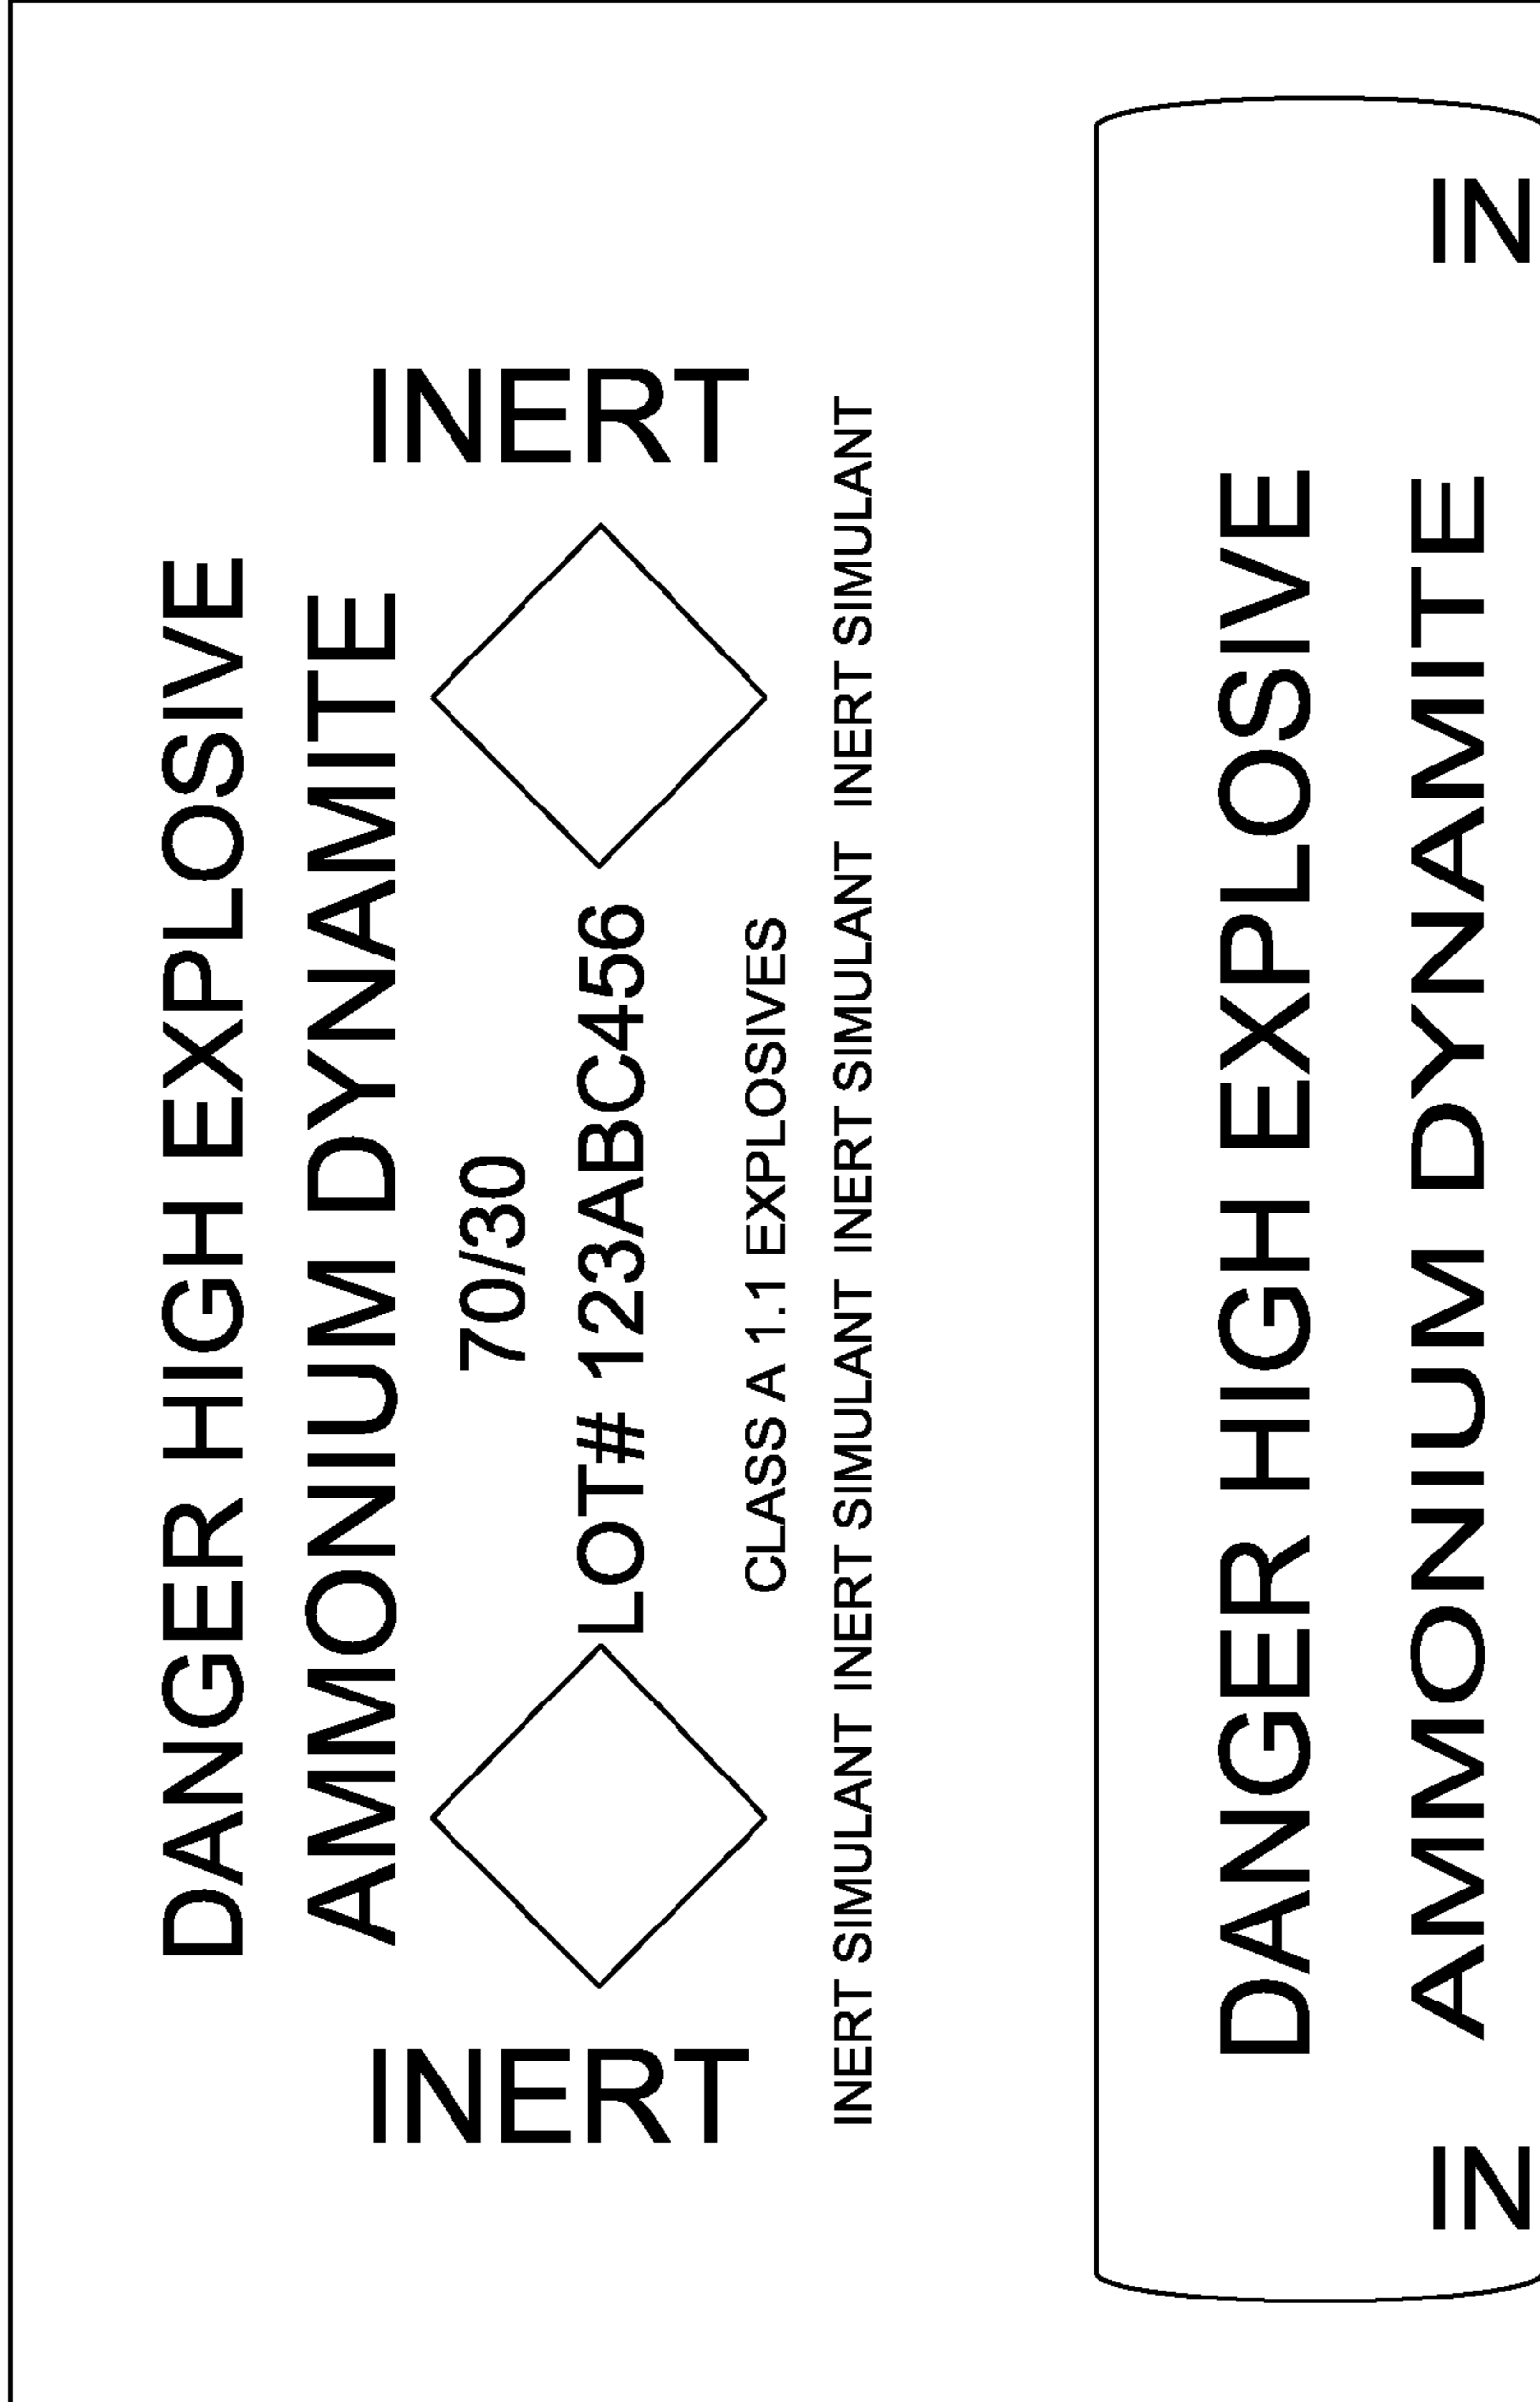 DANGER HIGH EXPLOSIVE
AMMONIUM DYNAMITE
70/30
LOT# 123ABC456
CLASS A 1.1 EXPLOSIVES
INERT SIMULANT INERT SIMULANT INERT SIMULANT INERT SIMULANT
INERT
INERT
DANGER HIGH EXPLOSIVE
AMMONIUM DYNAMITE
IN
IN